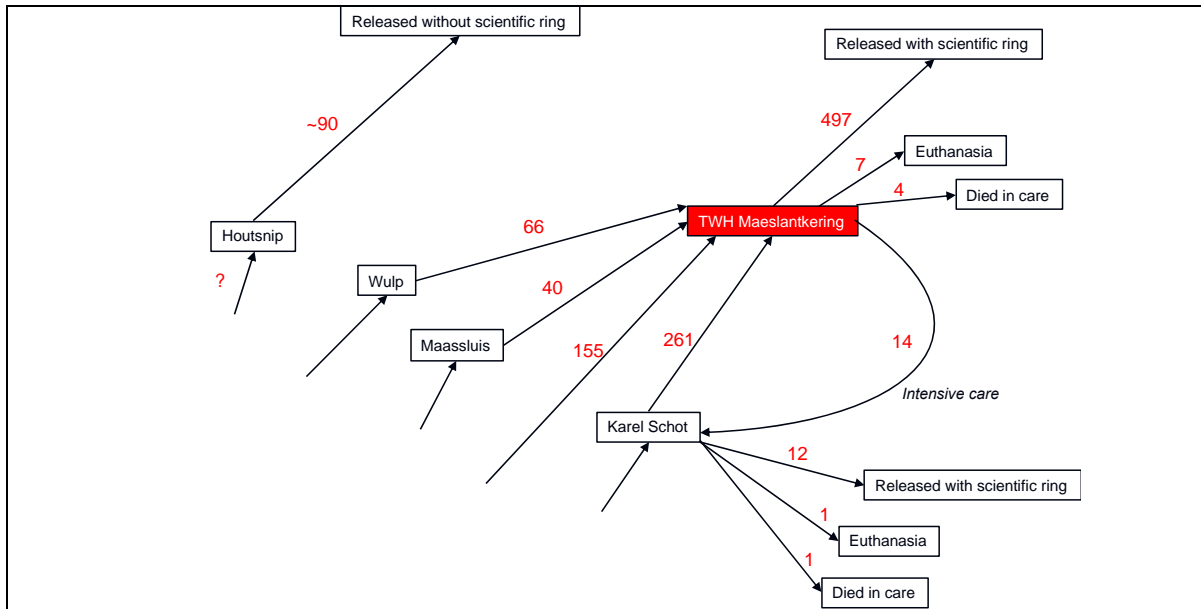 Released without scientific ring
Released with scientific ring
~90
497
Euthanasia
7
4
Died in care
TWH Maeslantkering
Houtsnip
66
?
Wulp
40
Maassluis
155
261
14
Intensive care
Karel Schot
12
Released with scientific ring
1
Euthanasia
1
Died in care